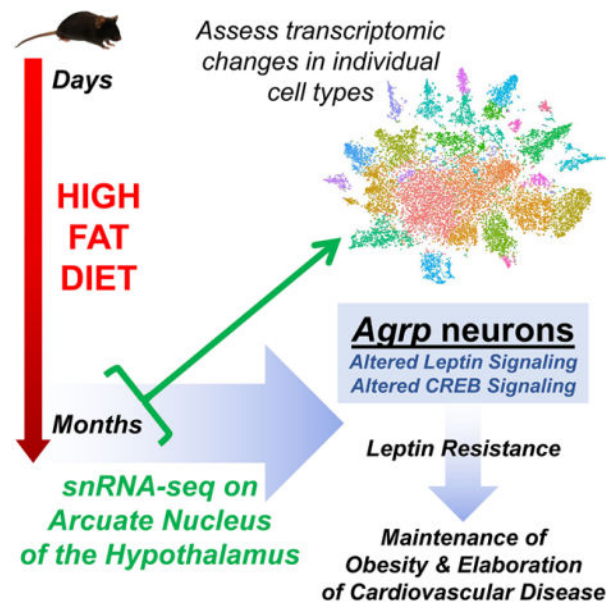 Assess transcriptomic
changes in individual
cell types
Days
HIGH
FAT
DIET
Months
snRNA-seq on
Arcuate Nucleus
of the Hypothalamus
Agrp neurons
Altered Leptin Signaling
Altered CREB Signaling
Leptin Resistance
Maintenance of
Obesity & Elaboration
of Cardiovascular Disease